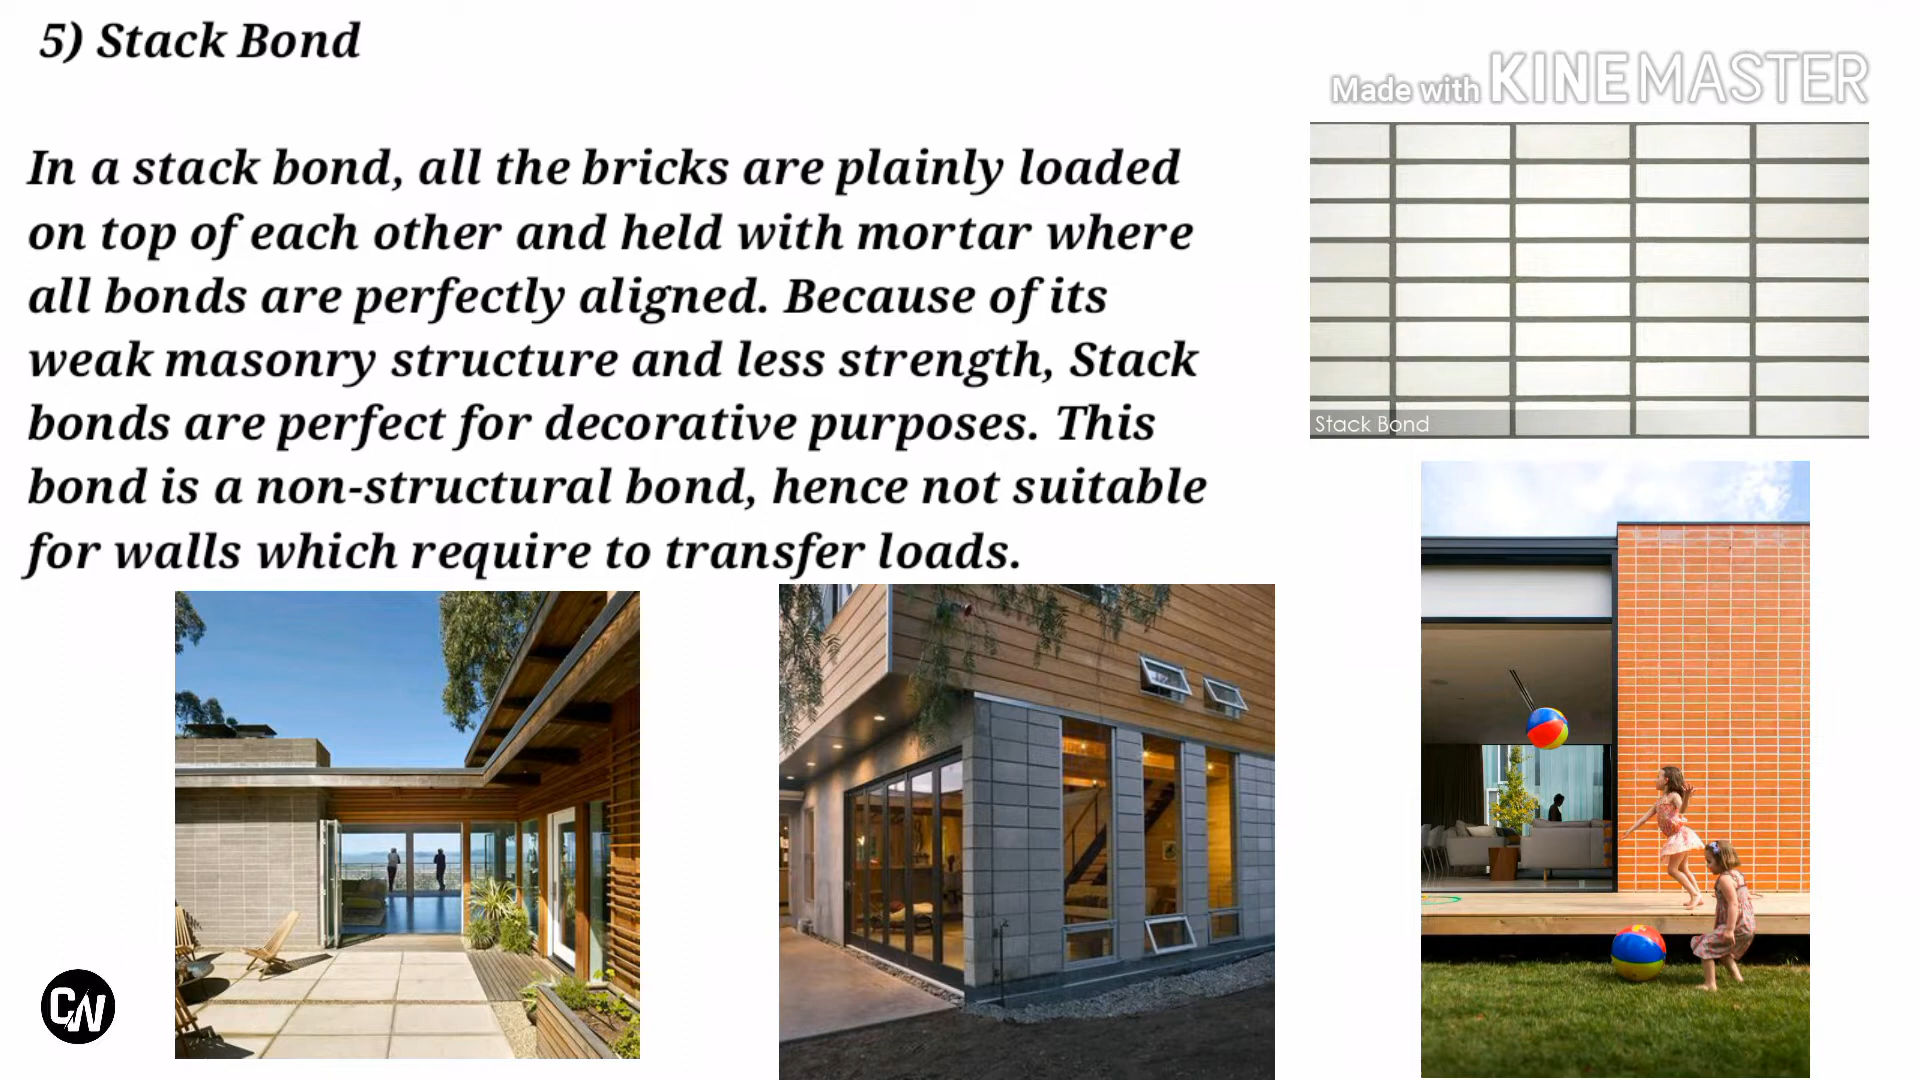 5) Stack Bond
Made with KINEMASTER
In a stack bond, all the bricks are plainly loaded
on top of each other and held with mortar where
all bonds are perfectly aligned. Because of its
weak masonry structure and less strength, Stack
bonds are perfect for decorative purposes. This
bond is a non-structural bond, hence not suitable
for walls which require to transfer loads.
Stack Bond
CW